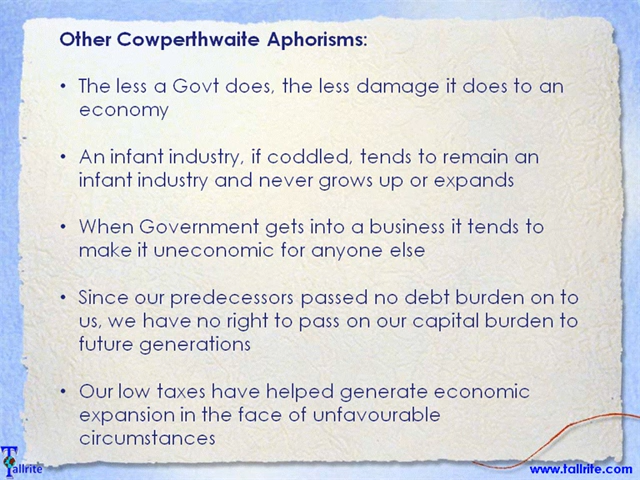 Other Cowperthwaite Aphorisms:
• The less a Govt does, the less damage it does to an
economy
• An infant industry, if coddled, tends to remain an
infant industry and never grows up or expands
• When Government gets into a business it tends to
make it uneconomic for anyone else
• Since our predecessors passed no debt burden on to
us, we have no right to pass on our capital burden to
future generations
• Our low taxes have helped generate economic
expansion in the face of unfavourable
circumstances
Tallrite
www.tallrite.com